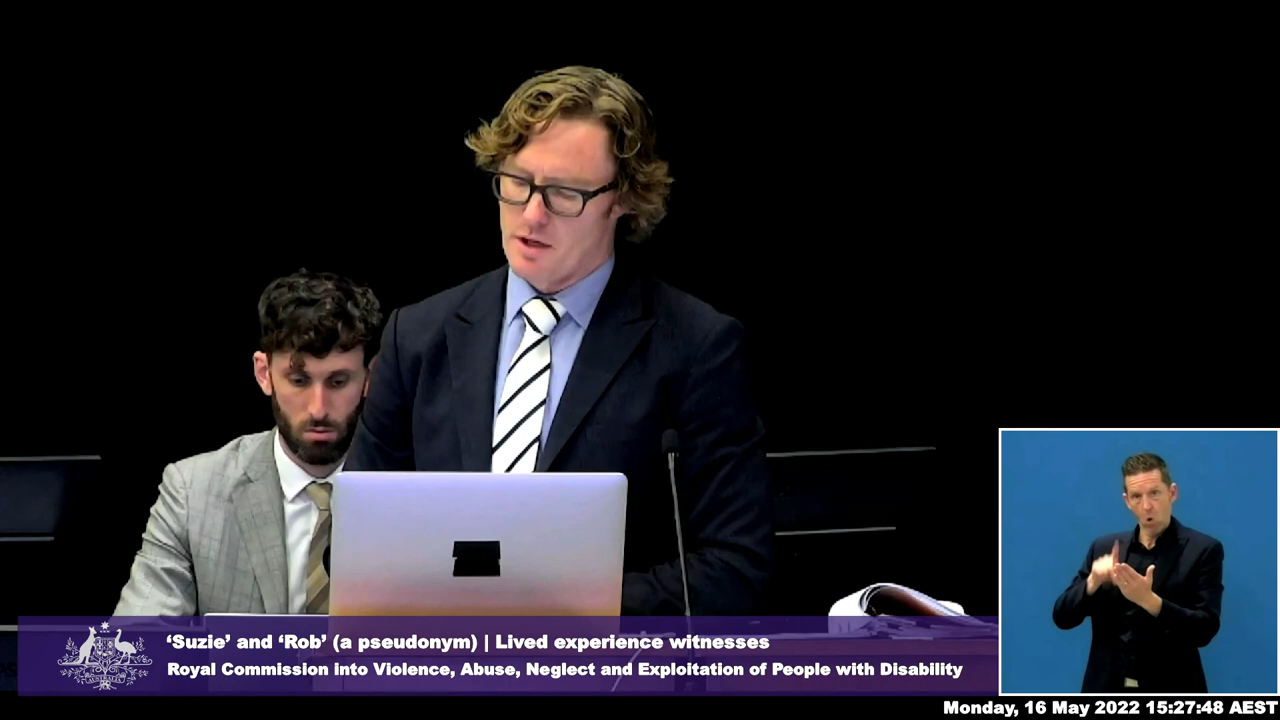 ‘Suzie’ and ‘Rob’ (a pseudonym) | Lived experience witnesses
Royal Commission into Violence, Abuse, Neglect and Exploitation of People with Disability
Monday, 16 May 2022 15:27:48 AEST